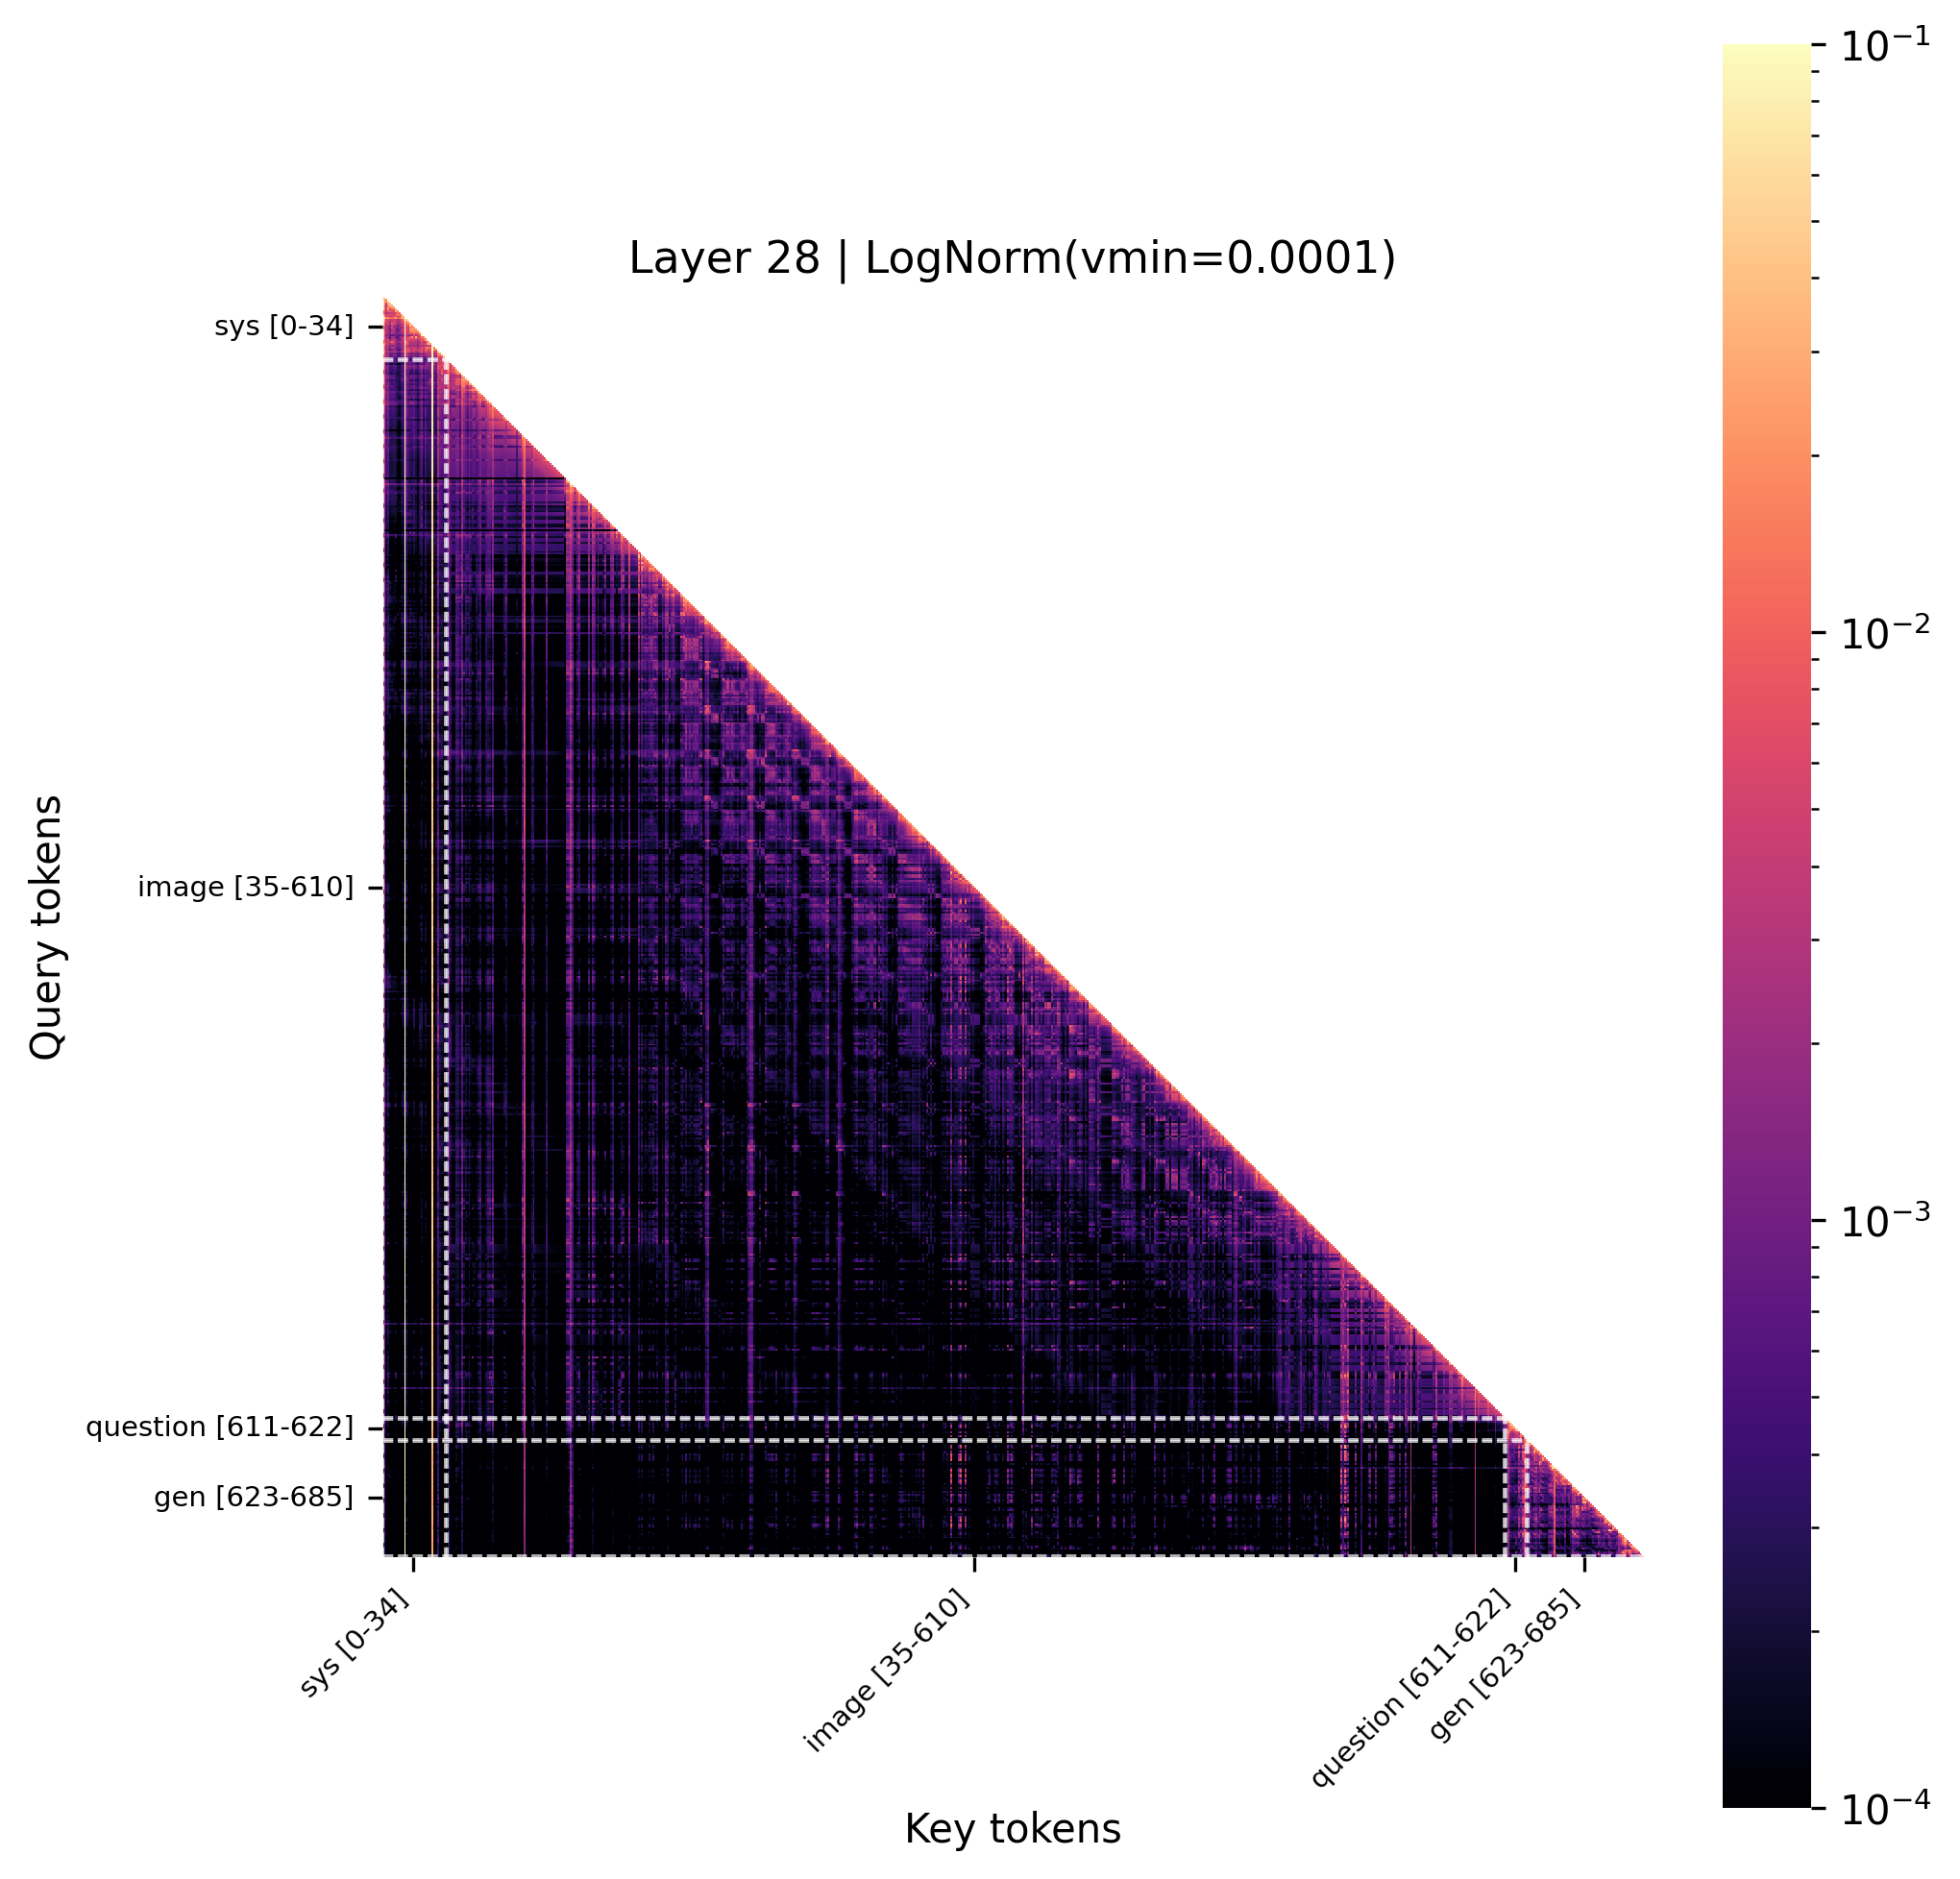 Layer 28 | LogNorm(vmin=0.0001)
Query tokens
sys [0-34]
image [35-610]
question [611-622]
gen [623-685]
sys [0-34]
image [35-610]
question [611-622]
gen [623-685]
Key tokens
10⁻¹
10⁻²
10⁻³
10⁻⁴